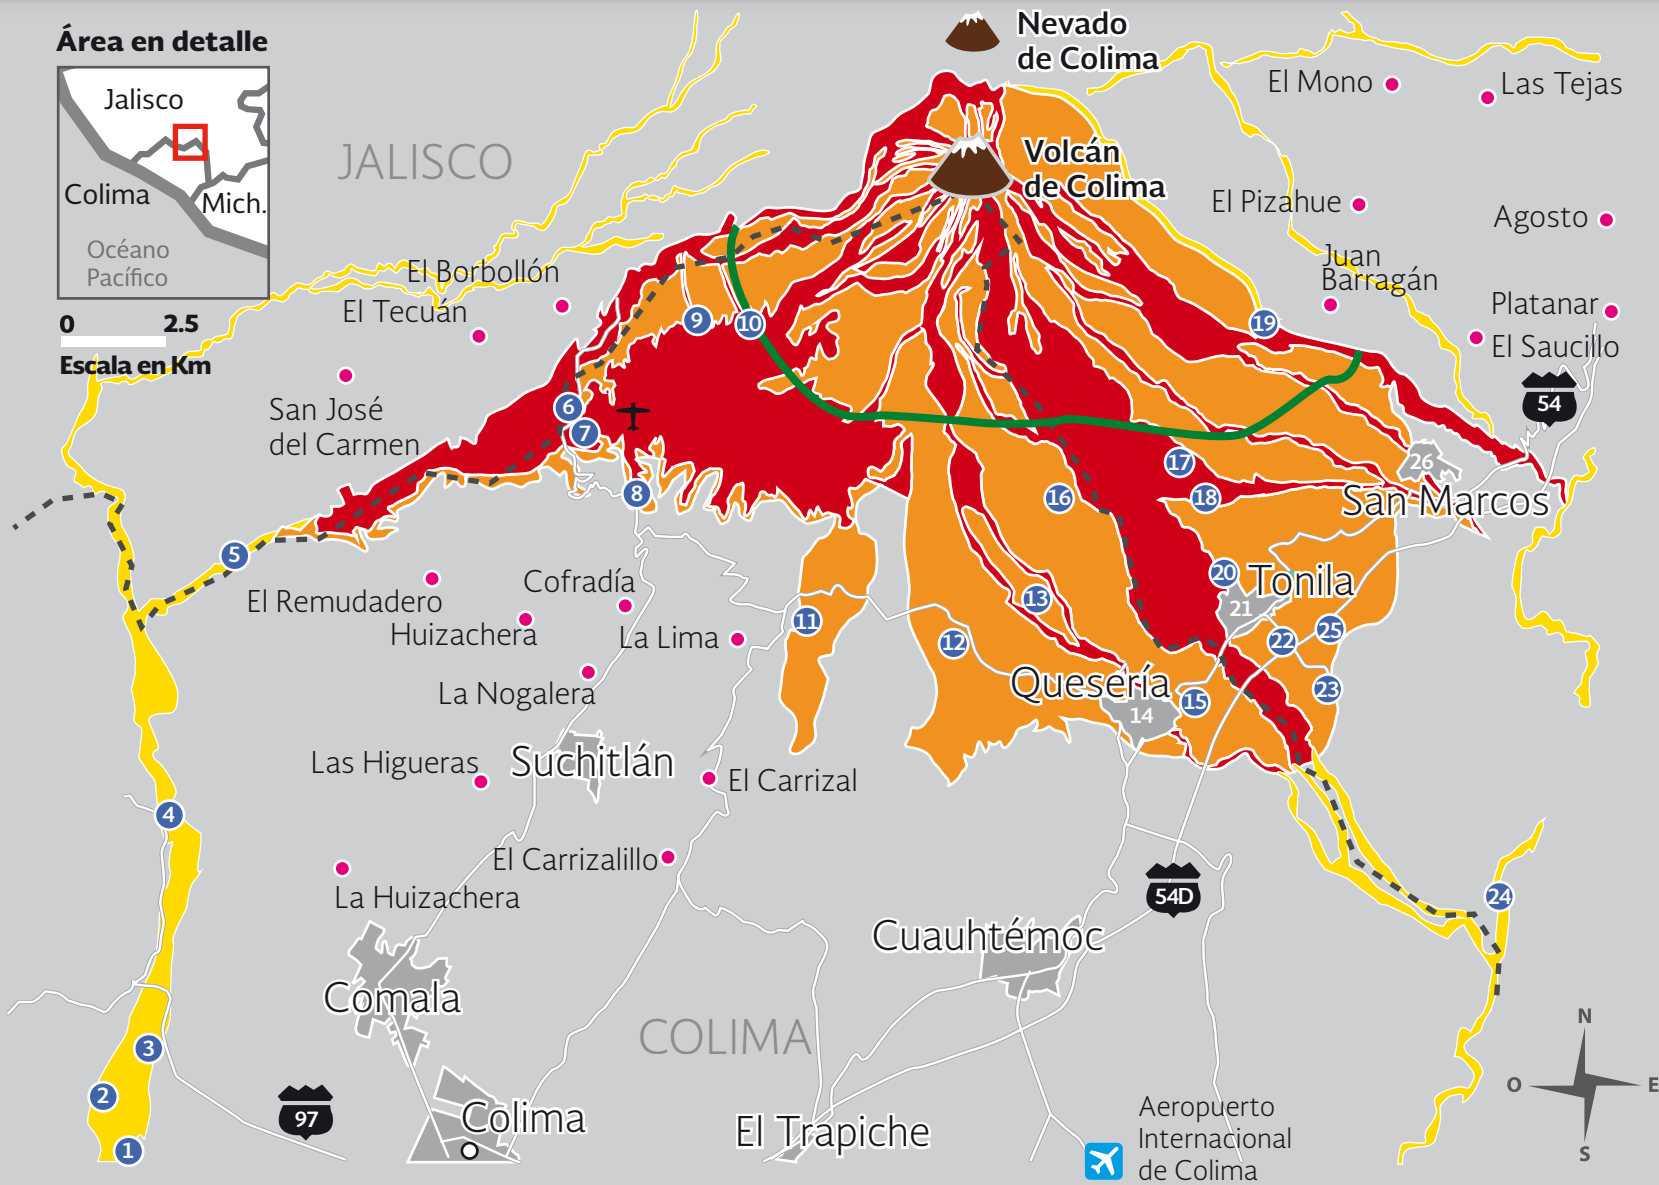 Área en detalle
Jalisco
Colima
Mich.
Océano
Pacífico
0 2.5
Escala en Km
JALISCO
Nevado
de Colima
Volcán
de Colima
El Mono
Las Tejas
El Pizahue
Agosto
Juan
Barragán
Platanar
El Saucillo
54
El Borbollón
El Tecuán
San José
del Carmen
9
10
19
6
7
8
26
San Marcos
17
18
16
5
El Remudadero
Huizachera
Cofradía
La Lima
La Nogalera
11
12
13
20
Tonila
21
22
25
23
Quesería
14
15
Las Higueras
Suchitlán
El Carrizal
4
El Carrizalillo
La Huizachera
54D
24
Cuauhtémoc
Comala
COLIMA
3
2
1
97
Colima
El Trapiche
Aeropuerto
Internacional
de Colima
N
O E
S